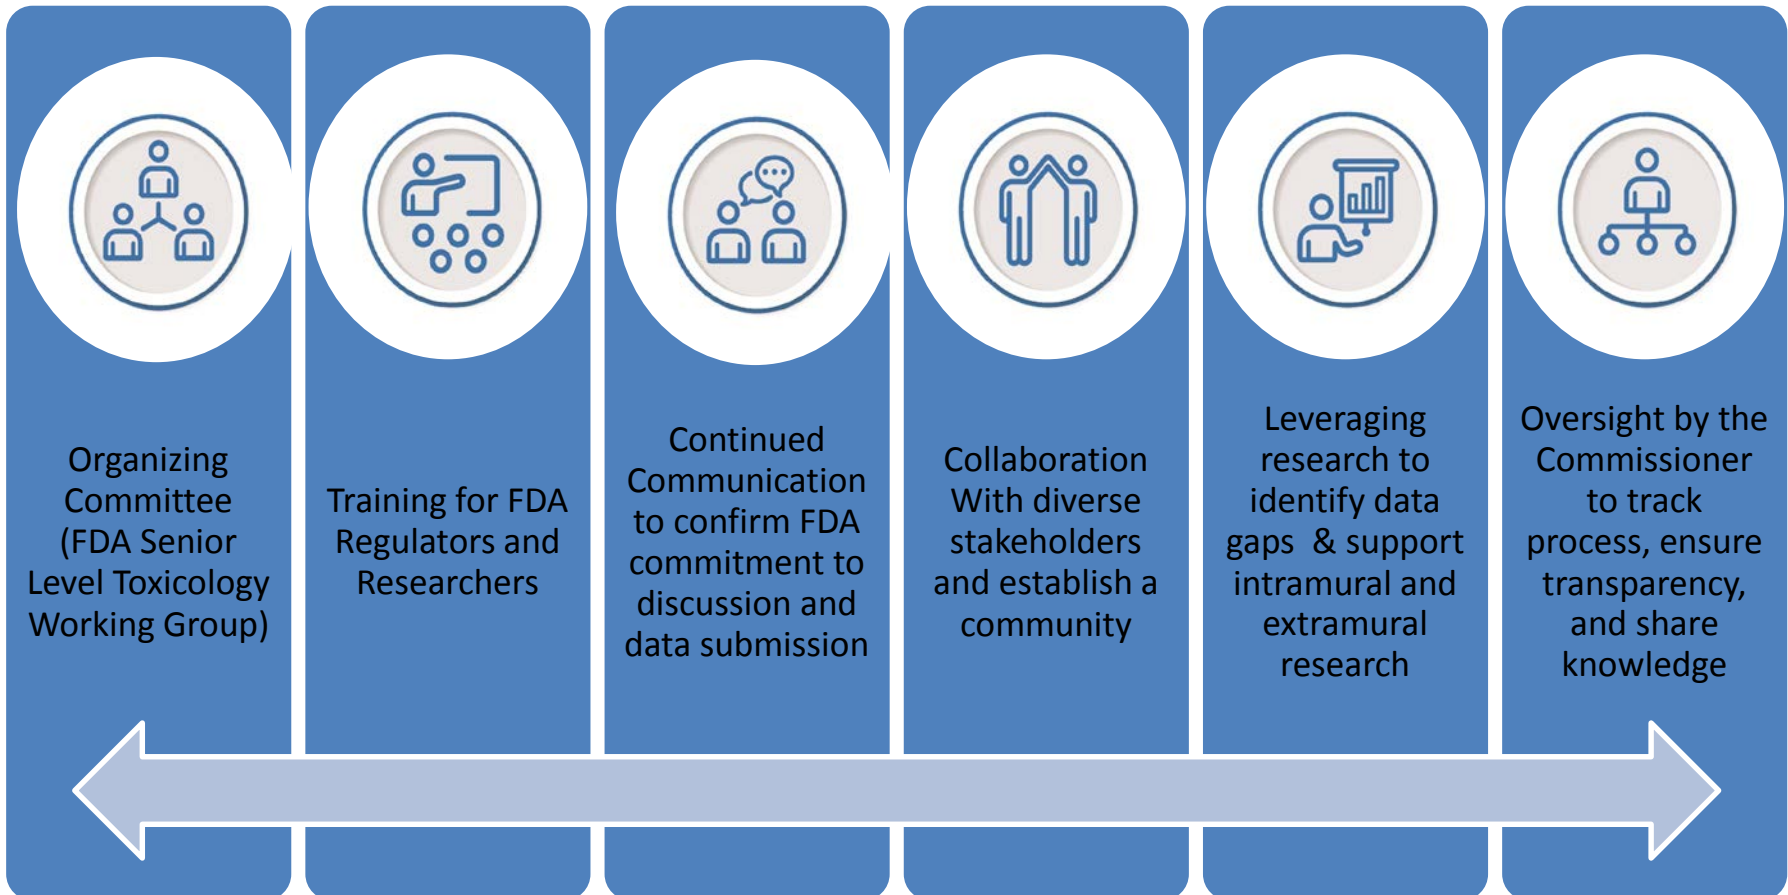 Organizing
Committee
(FDA Senior
Level Toxicology
Working Group)
Training for FDA
Regulators and
Researchers
Continued
Communication
to confirm FDA
commitment to
discussion and
data submission
Collaboration
With diverse
stakeholders
and establish a
community
Leveraging
research to
identify data
gaps & support
intramural and
extramural
research
Oversight by the
Commissioner
to track
process, ensure
transparency,
and share
knowledge